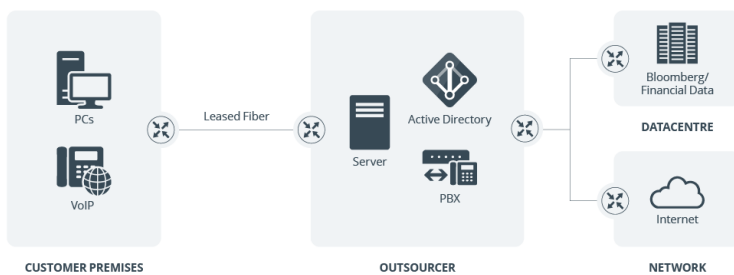 PCs
VoIP
CUSTOMER PREMISES
Leased Fiber
Server
Active Directory
PBX
OUTSOURCER
Bloomberg/
Financial Data
DATACENTRE
Internet
NETWORK